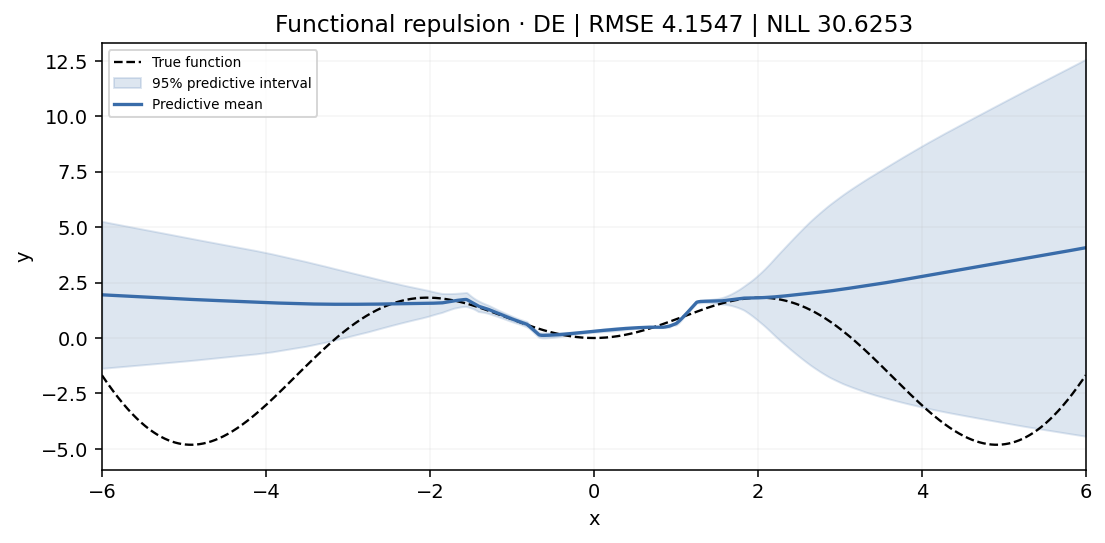 Functional repulsion · DE | RMSE 4.1547 | NLL 30.6253
True function
95% predictive interval
Predictive mean
12.5
10.0
7.5
5.0
2.5
0.0
−2.5
−5.0
y
−6
−4
−2
0
2
4
6
x